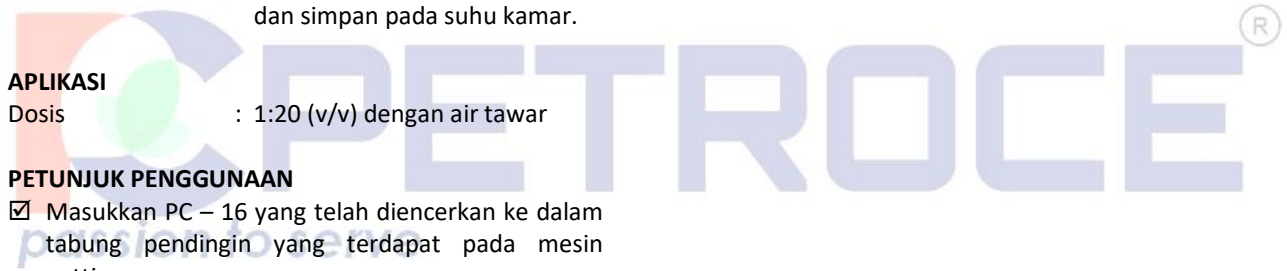 dan simpan pada suhu kamar.
PETROCE
®
APLIKASI
Dosis : 1:20 (v/v) dengan air tawar
PETUNJUK PENGGUNAAN
☑ Masukkan PC – 16 yang telah diencerkan ke dalam
tabung pendingin yang terdapat pada mesin
passion to serve